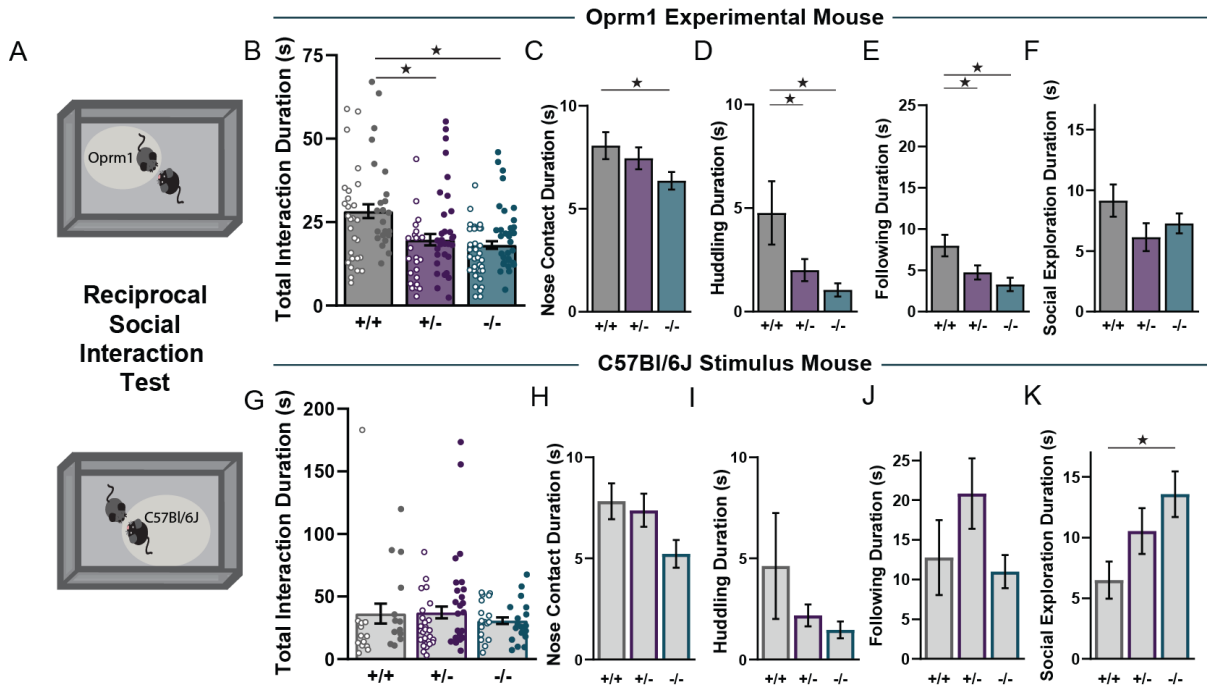 Oprm1 Experimental Mouse
A
B
C
D
E
F
Oprm1
Reciprocal
Social
Interaction
Test
Total Interaction Duration (s)
75
50
25
0
+/+
+/-
-/-
★
★
Nose Contact Duration (s)
10
5
0
+/+
+/-
-/-
★
Huddling Duration (s)
10
5
0
+/+
+/-
-/-
★
★
Following Duration (s)
25
20
15
10
5
0
+/+
+/-
-/-
★
★
Social Exploration Duration (s)
15
10
5
0
+/+
+/-
-/-
C57Bl/6J Stimulus Mouse
G
H
I
J
K
C57Bl/6J
Total Interaction Duration (s)
200
150
100
50
0
+/+
+/-
-/-
Nose Contact Duration (s)
10
5
0
+/+
+/-
-/-
Huddling Duration (s)
10
5
0
+/+
+/-
-/-
Following Duration (s)
25
20
15
10
5
0
+/+
+/-
-/-
Social Exploration Duration (s)
15
10
5
0
+/+
+/-
-/-
★